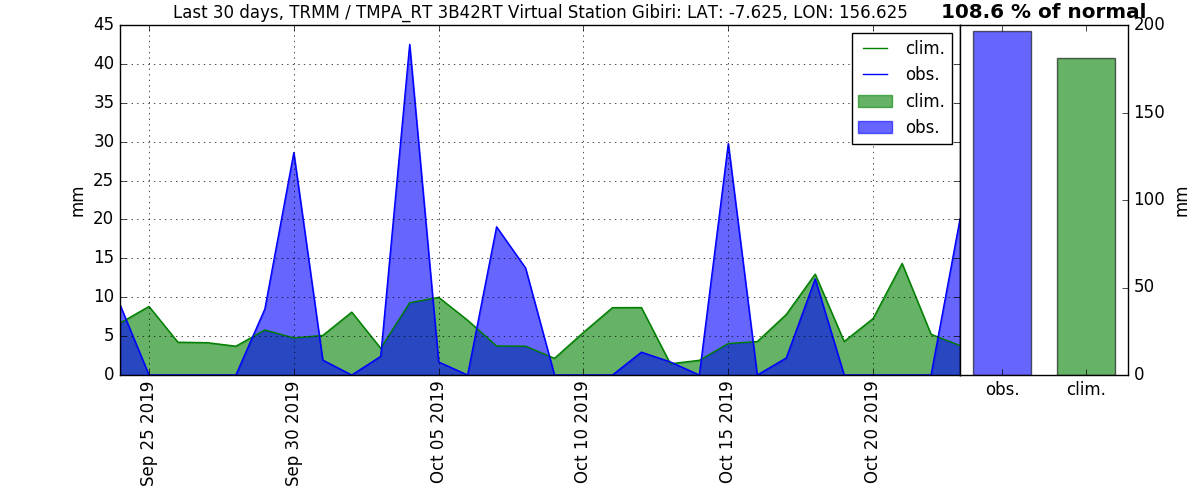 Last 30 days, TRMM / TMPA_RT 3B42RT Virtual Station Gibiri: LAT: -7.625, LON: 156.625
108.6 % of normal
45
40
35
30
25
20
15
10
5
0
mm
clim.
obs.
clim.
obs.
Sep 25 2019
Sep 30 2019
Oct 05 2019
Oct 10 2019
Oct 15 2019
Oct 20 2019
200
150
100
50
0
mm
obs.
clim.